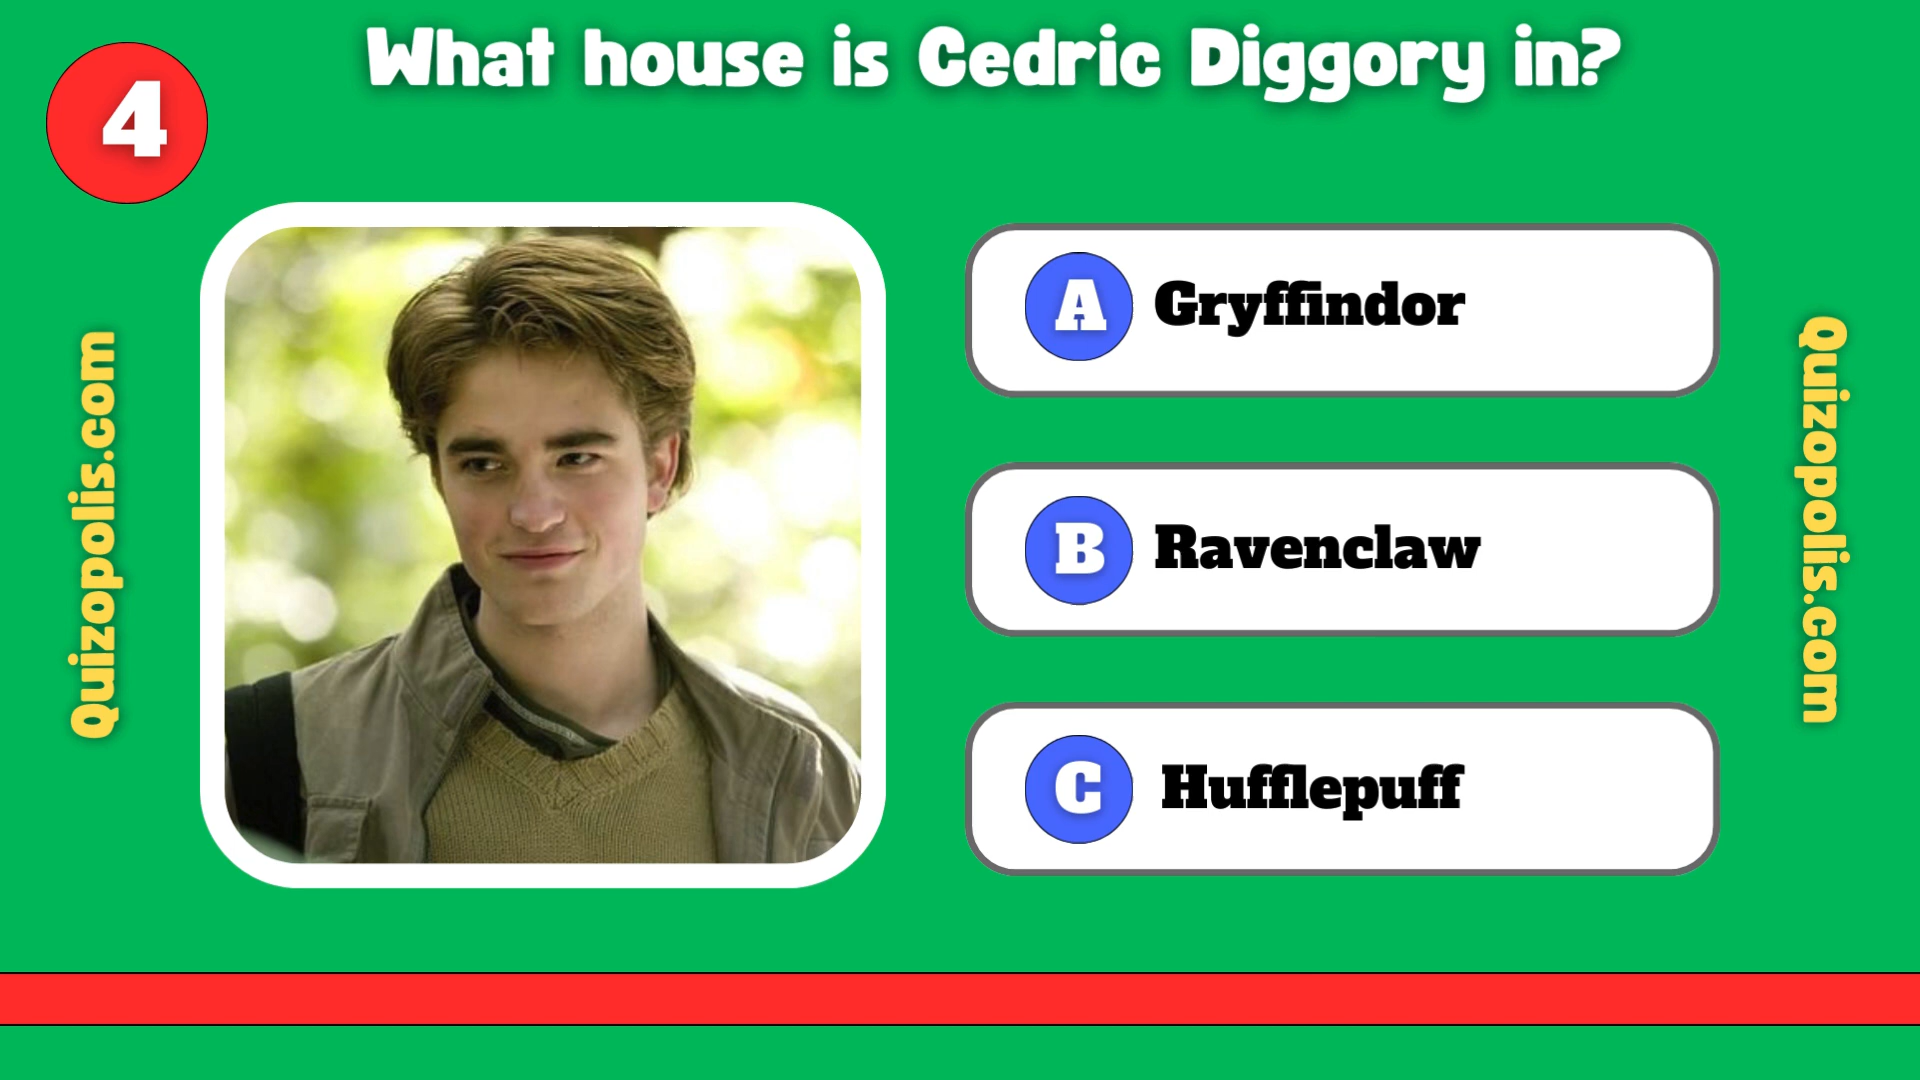 What house is Cedric Diggory in?
4
Quizopolis.com
A Gryffindor
B Ravenclaw
C Hufflepuff
Quizopolis.com